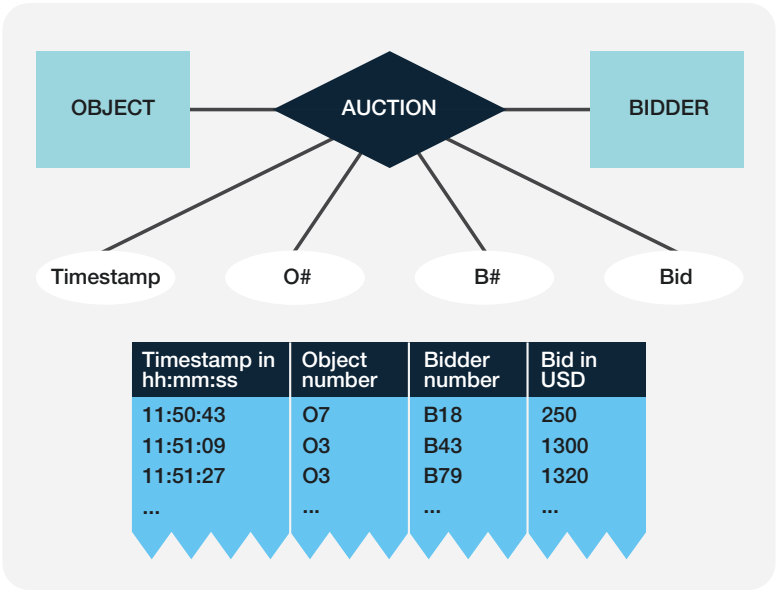 OBJECT
AUCTION
BIDDER
Timestamp
O#
B#
Bid
Timestamp in hh:mm:ss
Object number
Bidder number
Bid in USD
11:50:43 O7 B18 250
11:51:09 O3 B43 1300
11:51:27 O3 B79 1320
... ... ... ...